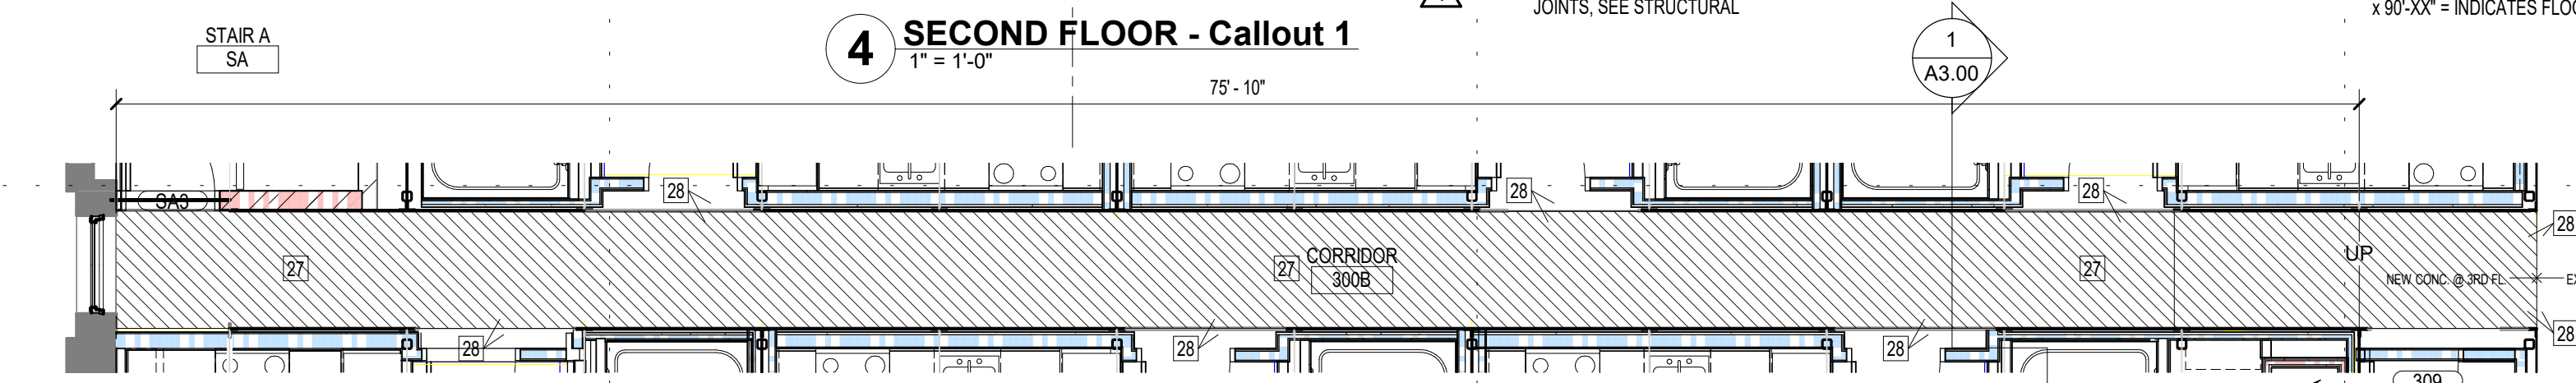 JOINTS, SEE STRUCTURAL
x 90'-XX" = INDICATES
STAIR A
SA
4
SECOND FLOOR - Callout 1
1" = 1'-0"
1
A3.00
75' - 10"
28
28
28
SA3
28
27
27
CORRIDOR
300B
27
UP
NEW CONC. @ 3RD FL.
28
28
28
28
309